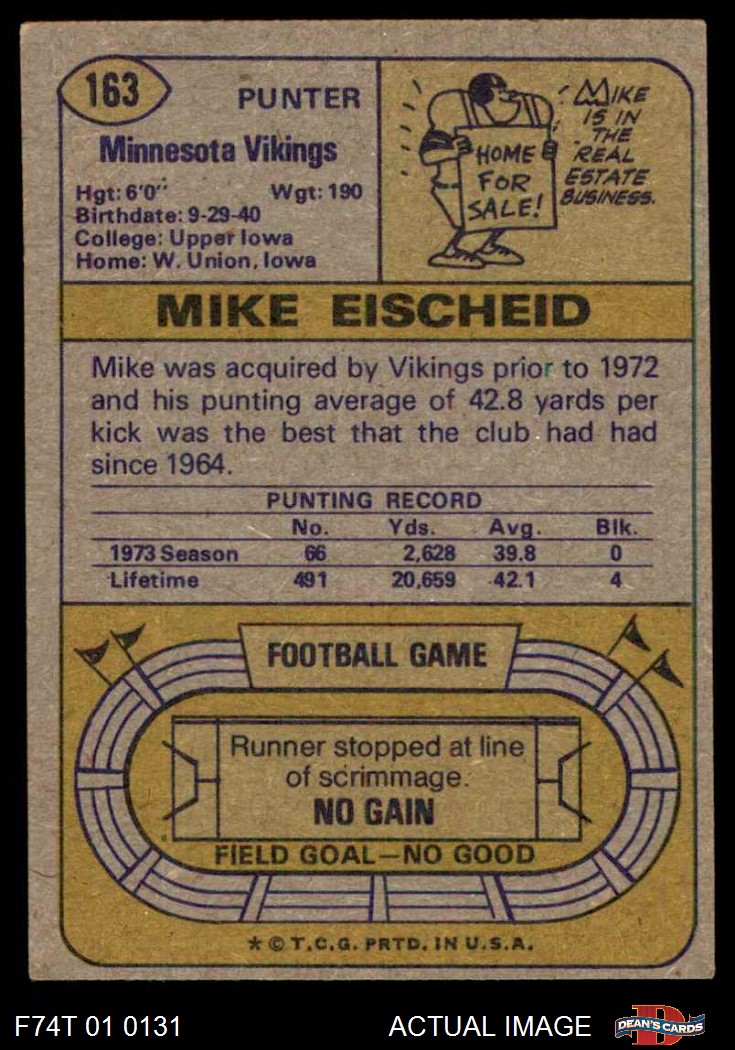 163
PUNTER
Minnesota Vikings
Hgt: 6'0" Wgt: 190
Birthdate: 9-29-40
College: Upper Iowa
Home: W. Union, Iowa
HOME
FOR
SALE!
MIKE
IS IN
THE
REAL
ESTATE
BUSINESS.
MIKE EISCHEID
Mike was acquired by Vikings prior to 1972
and his punting average of 42.8 yards per
kick was the best that the club had had
since 1964.
PUNTING RECORD
No. Yds. Avg. Blk.
1973 Season 66 2,628 39.8 0
Lifetime 491 20,659 42.1 4
FOOTBALL GAME
Runner stopped at line
of scrimmage.
NO GAIN
FIELD GOAL—NO GOOD
* © T.C.G. PRTD. IN U.S.A.
F74T 01 0131 ACTUAL IMAGE
D
DEAN'S CARDS